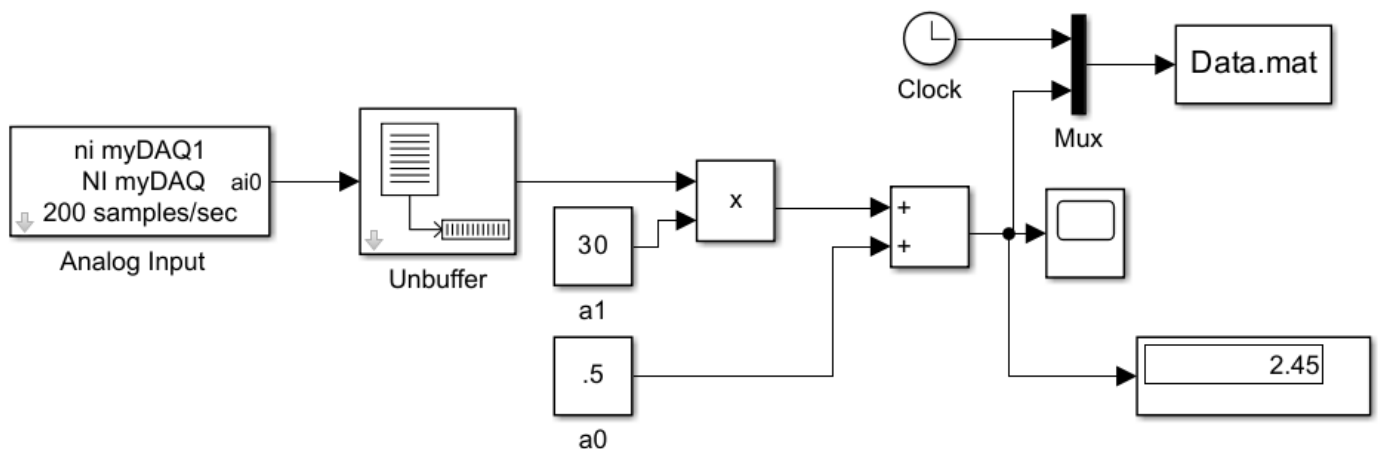 ni myDAQ1
NI myDAQ ai0
200 samples/sec
Analog Input
Unbuffer
30
a1
.5
a0
x
+
+
Clock
Mux
Data.mat
2.45